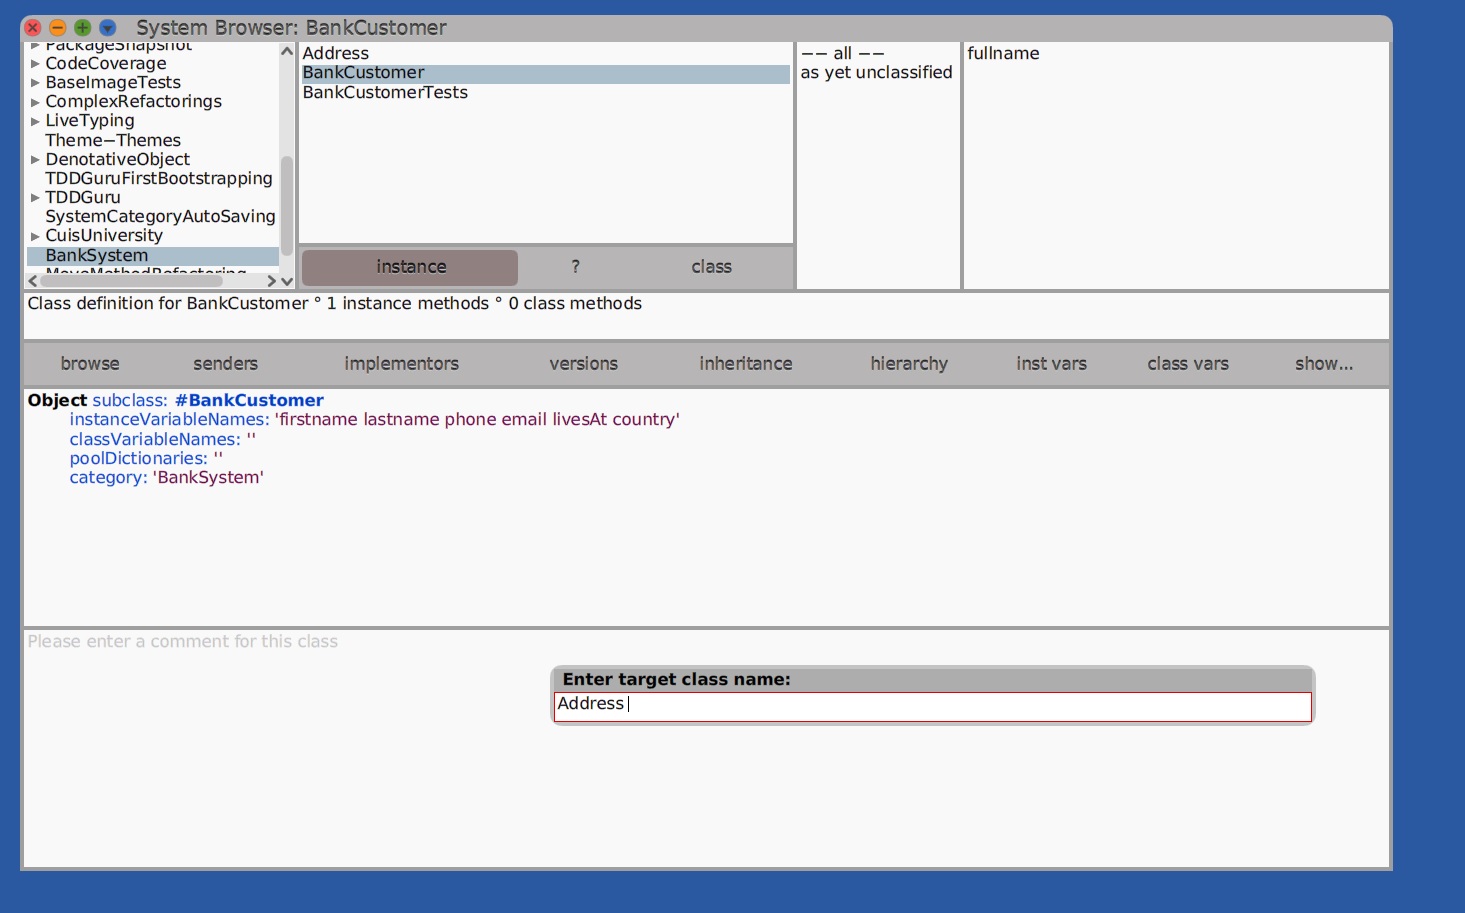 System Browser: BankCustomer
PackageSnapshot
CodeCoverage
BaseImageTests
ComplexRefactorings
LiveTyping
Theme-Themes
DenotativeObject
TDDGuruFirstBootstrapping
TDDGuru
SystemCategoryAutoSaving
CuisUniversity
BankSystem
MoveMethodRefactoring
Address
BankCustomer
BankCustomerTests
instance ? class
-- all --
as yet unclassified
fullname
Class definition for BankCustomer ° 1 instance methods ° 0 class methods
browse senders implementors versions inheritance hierarchy inst vars class vars show...
Object subclass: #BankCustomer
instanceVariableNames: 'firstname lastname phone email livesAt country'
classVariableNames: ''
poolDictionaries: ''
category: 'BankSystem'
Please enter a comment for this class
Enter target class name:
Address